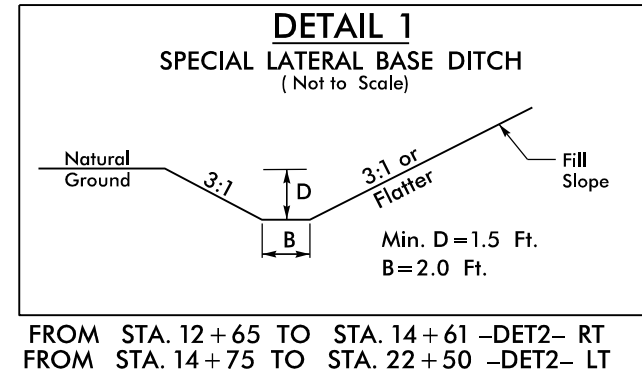 DETAIL 1
SPECIAL LATERAL BASE DITCH
( Not to Scale)
Natural
Ground
3:1
D
B
3:1 or
Flatter
Fill
Slope
Min. D=1.5 Ft.
B=2.0 Ft.
FROM STA. 12+65 TO STA. 14+61 -DET2- RT
FROM STA. 14+75 TO STA. 22+50 -DET2- LT